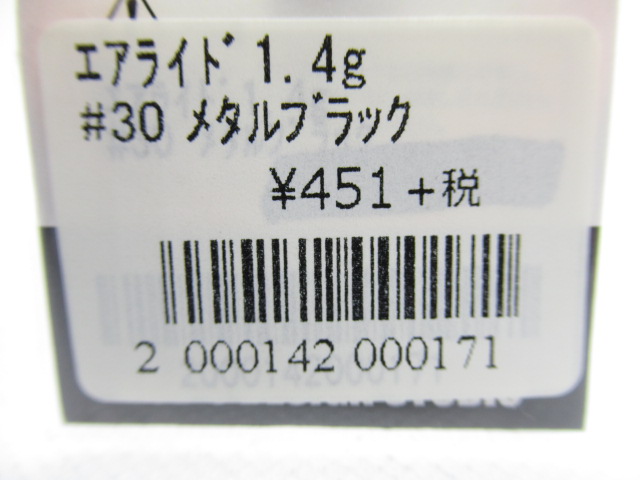 ｴｱﾗｲﾄﾞ 1.4g
#30 ﾒﾀﾙﾌﾞﾗｯｸ
¥451+税
2 000142 000171